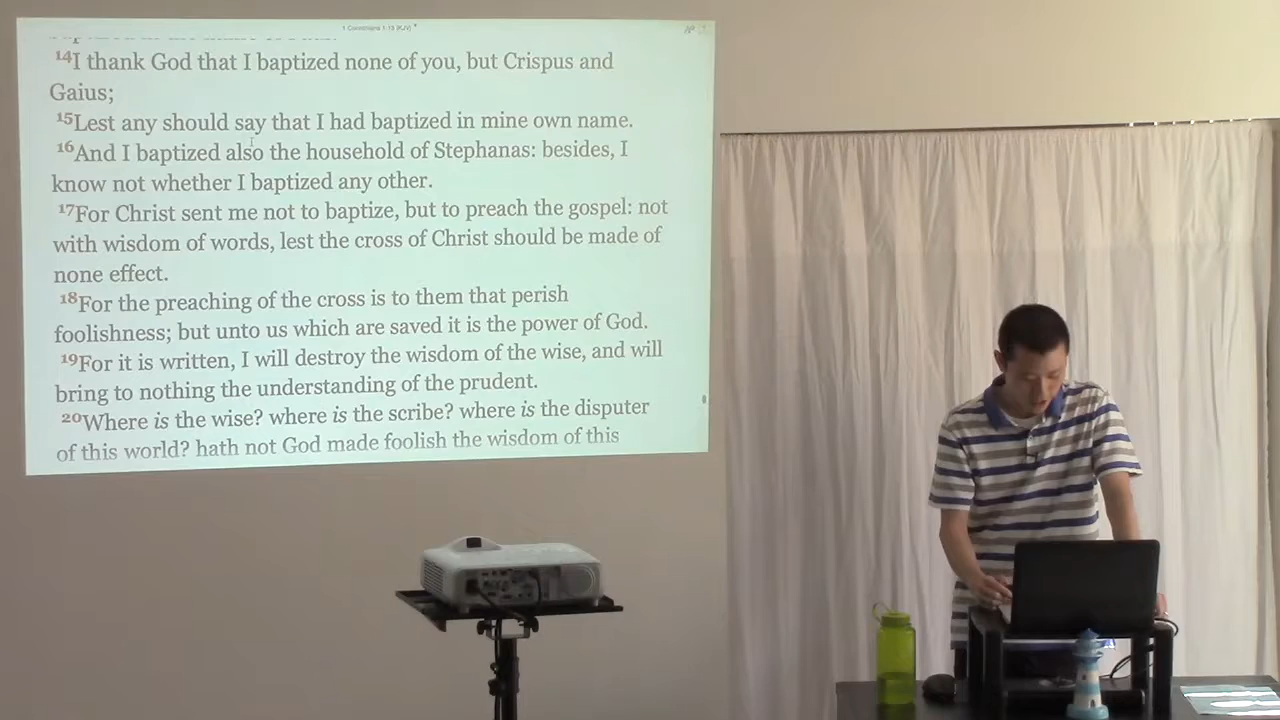 1 Corinthians 1-13 (KJV)
14I thank God that I baptized none of you, but Crispus and
Gaius;
15Lest any should say that I had baptized in mine own name.
16And I baptized also the household of Stephanas: besides, I
know not whether I baptized any other.
17For Christ sent me not to baptize, but to preach the gospel: not
with wisdom of words, lest the cross of Christ should be made of
none effect.
18For the preaching of the cross is to them that perish
foolishness; but unto us which are saved it is the power of God.
19For it is written, I will destroy the wisdom of the wise, and will
bring to nothing the understanding of the prudent.
20Where is the wise? where is the scribe? where is the disputer
of this world? hath not God made foolish the wisdom of this